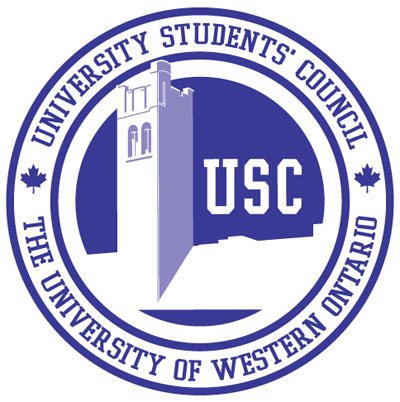 UNIVERSITY STUDENTS' COUNCIL
USC
THE UNIVERSITY OF WESTERN ONTARIO